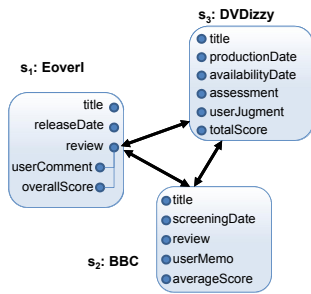 s3: DVDizzy
title
productionDate
availabilityDate
assessment
userJugment
totalScore
s1: EoverI
title
releaseDate
review
userComment
overallScore
s2: BBC
title
screeningDate
review
userMemo
averageScore